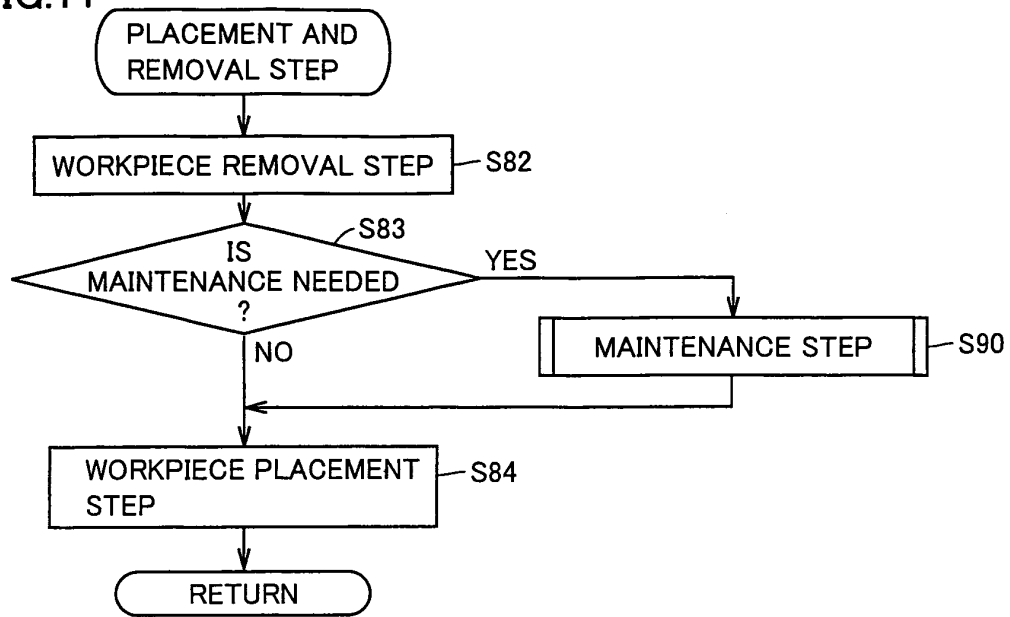 PLACEMENT AND
REMOVAL STEP
WORKPIECE REMOVAL STEP
S82
S83
IS
MAINTENANCE NEEDED
?
YES
NO
MAINTENANCE STEP
S90
WORKPIECE PLACEMENT
STEP
S84
RETURN